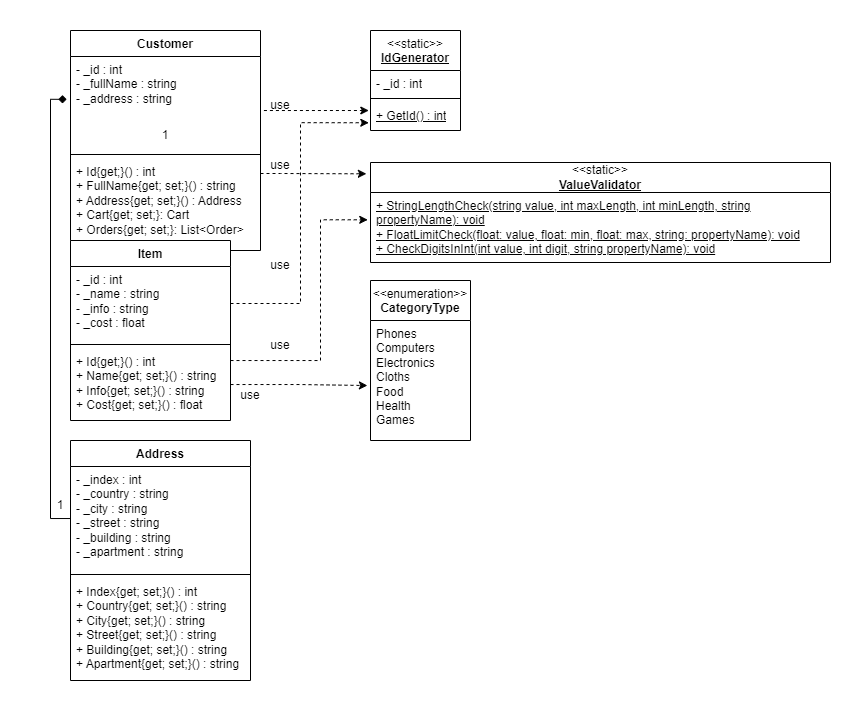 Customer
- _id : int
- _fullName : string
- _address : string
1
+ Id{get;}() : int
+ FullName{get; set;}() : string
+ Address{get; set;}() : Address
+ Cart{get; set;}: Cart
+ Orders{get; set;}: List<Order>
use
use
<<static>>
IdGenerator
- _id : int
+ GetId() : int
<<static>>
ValueValidator
+ StringLengthCheck(string value, int maxLength, int minLength, string
propertyName): void
+ FloatLimitCheck(float: value, float: min, float: max, string: propertyName): void
+ CheckDigitsInInt(int value, int digit, string propertyName): void
Item
- _id : int
- _name : string
- _info : string
- _cost : float
+ Id{get;}() : int
+ Name{get; set;}() : string
+ Info{get; set;}() : string
+ Cost{get; set;}() : float
use
use
use
<<enumeration>>
CategoryType
Phones
Computers
Electronics
Cloths
Food
Health
Games
Address
- _index : int
- _country : string
- _city : string
- _street : string
- _building : string
- _apartment : string
1
+ Index{get; set;}() : int
+ Country{get; set;}() : string
+ City{get; set;}() : string
+ Street{get; set;}() : string
+ Building{get; set;}() : string
+ Apartment{get; set;}() : string